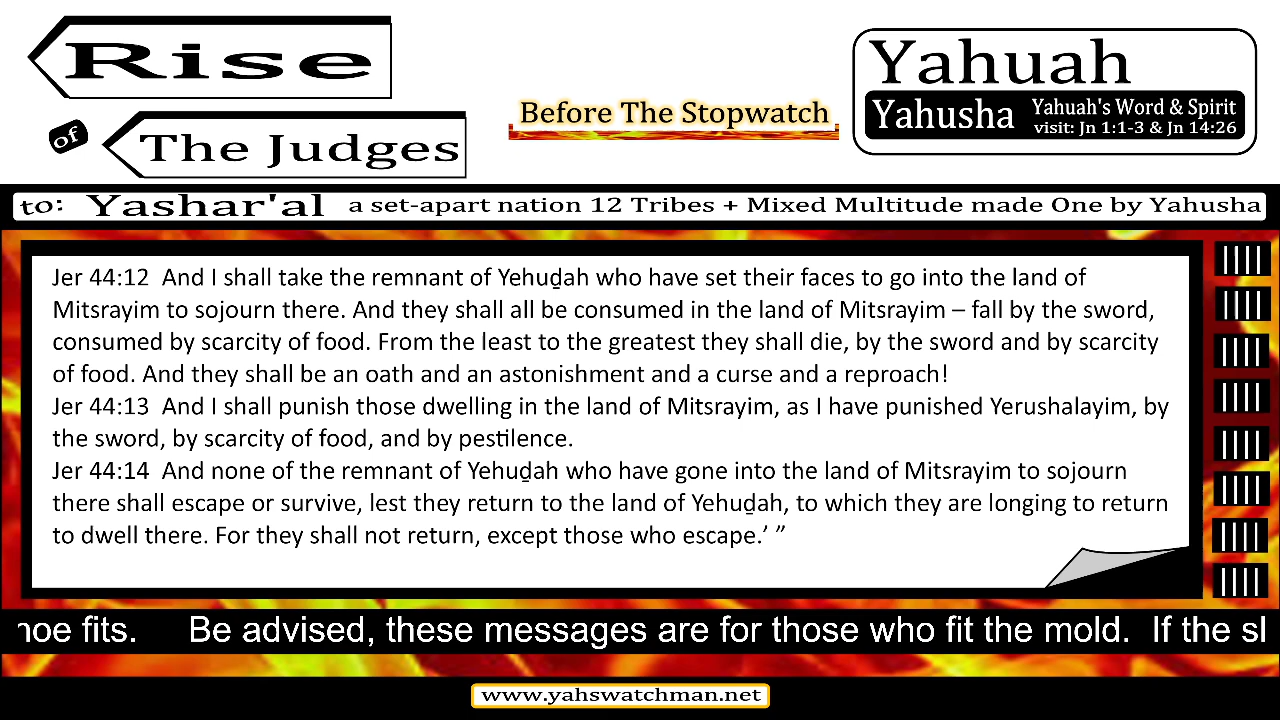 Rise
of
The Judges
Before The Stopwatch
Yahuah
Yahusha
Yahuah's Word & Spirit
visit: Jn 1:1-3 & Jn 14:26
to: Yashar'al a set-apart nation 12 Tribes + Mixed Multitude made One by Yahusha
Jer 44:12 And I shall take the remnant of Yehuḏah who have set their faces to go into the land of
Mitsrayim to sojourn there. And they shall all be consumed in the land of Mitsrayim – fall by the sword,
consumed by scarcity of food. From the least to the greatest they shall die, by the sword and by scarcity
of food. And they shall be an oath and an astonishment and a curse and a reproach!
Jer 44:13 And I shall punish those dwelling in the land of Mitsrayim, as I have punished Yerushalayim, by
the sword, by scarcity of food, and by pestilence.
Jer 44:14 And none of the remnant of Yehuḏah who have gone into the land of Mitsrayim to sojourn
there shall escape or survive, lest they return to the land of Yehuḏah, to which they are longing to return
to dwell there. For they shall not return, except those who escape.’ ”
hoe fits. Be advised, these messages are for those who fit the mold. If the sl
www.yahswatchman.net